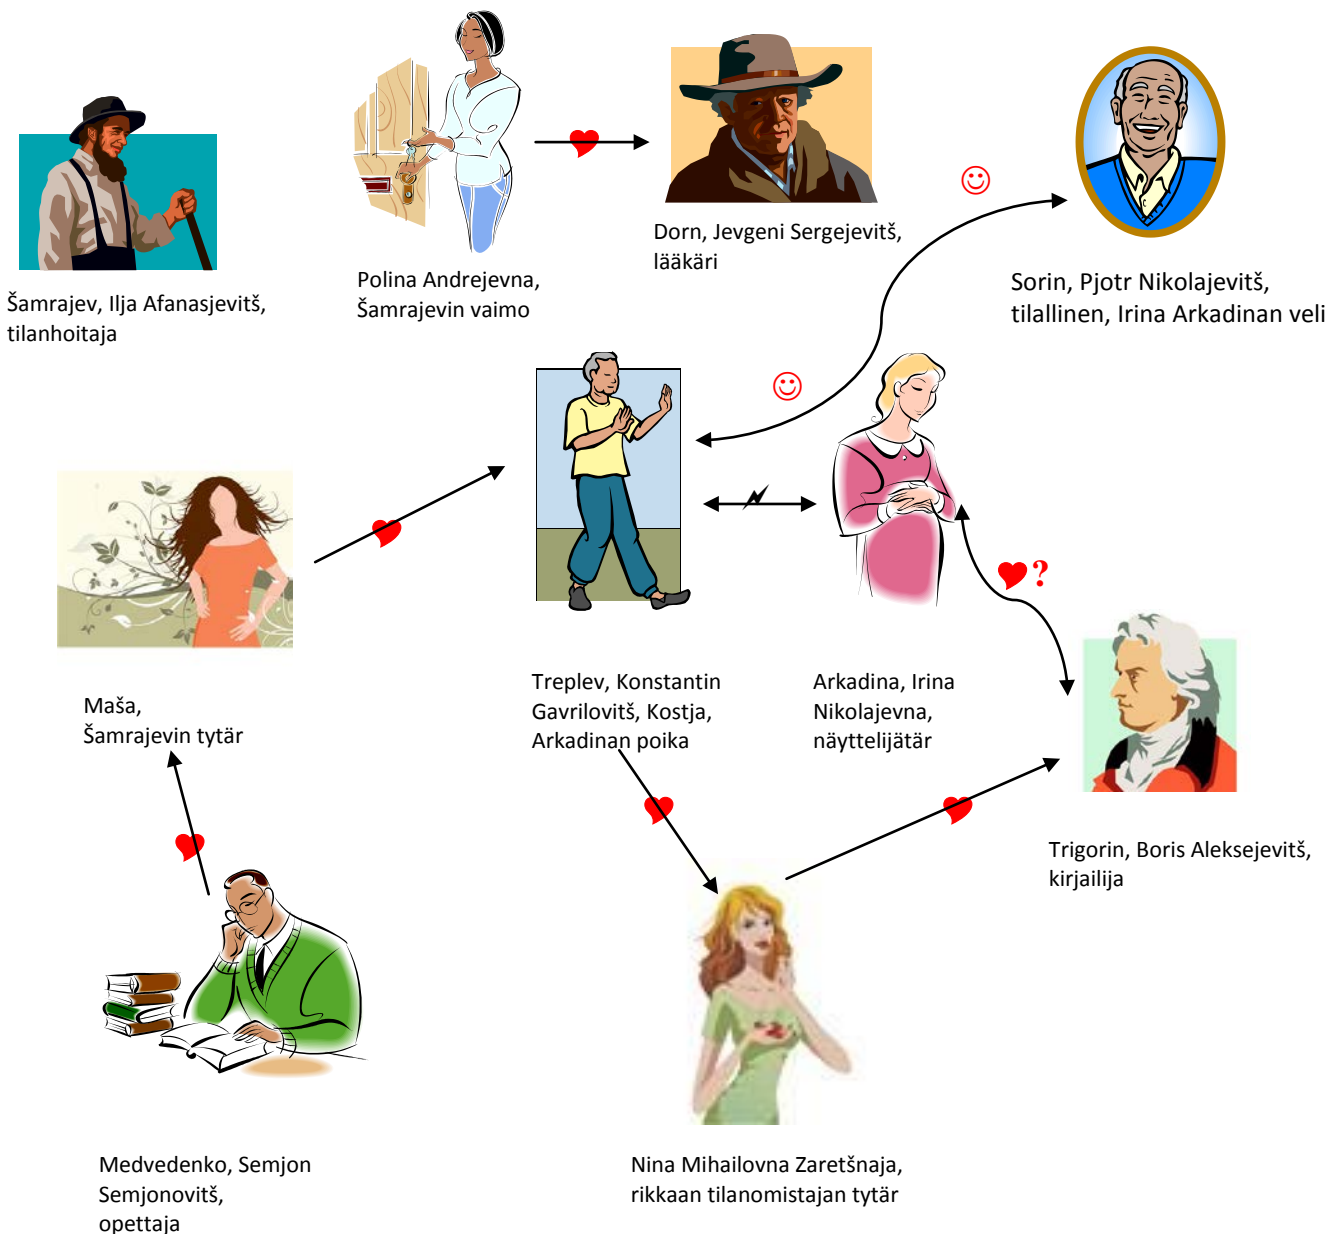 Šamrajev, Ilja Afanasjevitš,
tilanhoitaja
Polina Andrejevna,
Šamrajevin vaimo
Dorn, Jevgeni Sergejevitš,
lääkäri
Sorin, Pjotr Nikolajevitš,
tilallinen, Irina Arkadinan veli
?
Maša,
Šamrajevin tytär
Treplev, Konstantin
Gavrilovitš, Kostja,
Arkadinan poika
Arkadina, Irina
Nikolajevna,
näyttelijätär
Trigorin, Boris Aleksejevitš,
kirjailija
Medvedenko, Semjon
Semjonovitš,
opettaja
Nina Mihailovna Zaretšnaja,
rikkaan tilanomistajan tytär